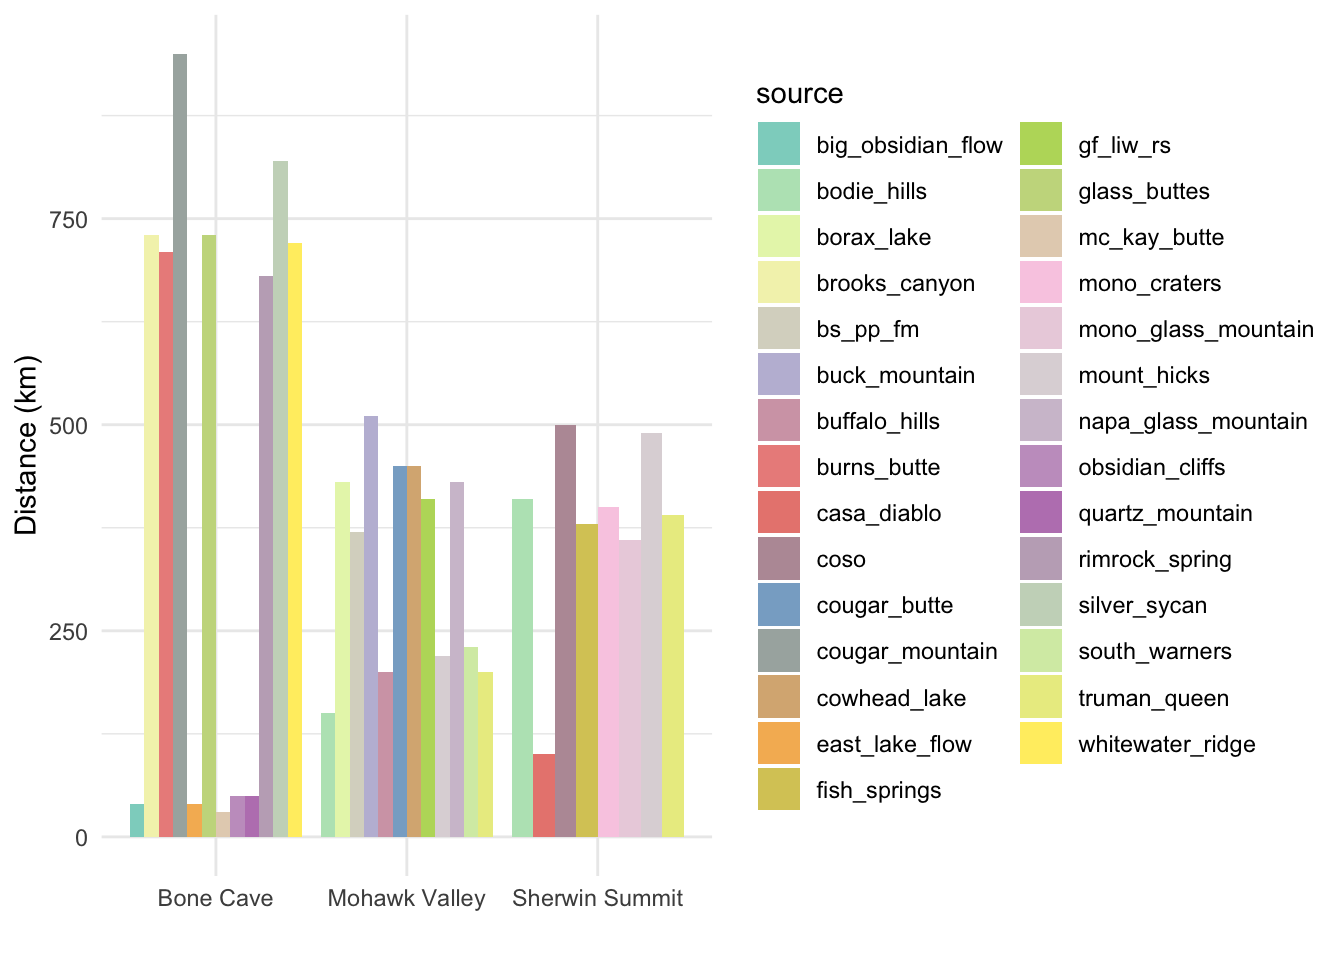 Distance (km)
750
500
250
0
Bone Cave
Mohawk Valley
Sherwin Summit
source
big_obsidian_flow
bodie_hills
borax_lake
brooks_canyon
bs_pp_fm
buck_mountain
buffalo_hills
burns_butte
casa_diablo
coso
cougar_butte
cougar_mountain
cowhead_lake
east_lake_flow
fish_springs
gf_liw_rs
glass_buttes
mc_kay_butte
mono_craters
mono_glass_mountain
mount_hicks
napa_glass_mountain
obsidian_cliffs
quartz_mountain
rimrock_spring
silver_sycan
south_warners
truman_queen
whitewater_ridge